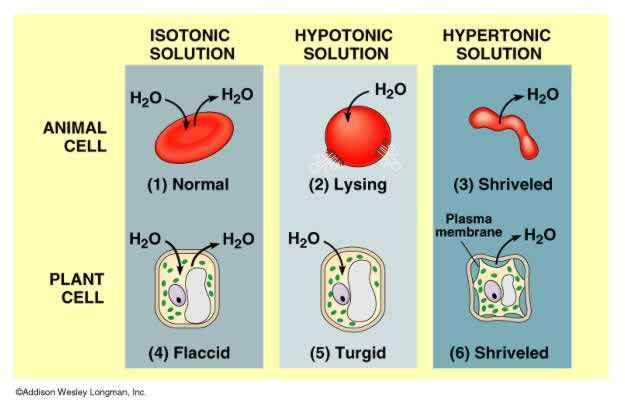 ISOTONIC SOLUTION
HYPOTONIC SOLUTION
HYPERTONIC SOLUTION
ANIMAL CELL
H₂O
H₂O
(1) Normal
H₂O
(2) Lysing
H₂O
(3) Shriveled
PLANT CELL
H₂O
H₂O
(4) Flaccid
H₂O
(5) Turgid
Plasma membrane
H₂O
(6) Shriveled
©Addison Wesley Longman, Inc.